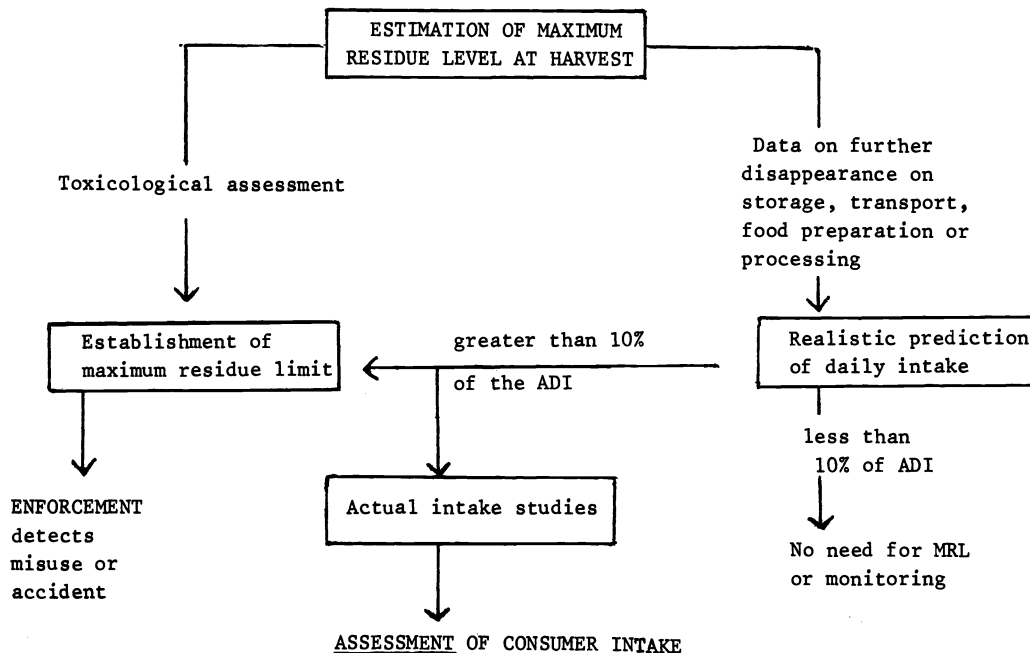 ESTIMATION OF MAXIMUM
RESIDUE LEVEL AT HARVEST
Toxicological assessment
Data on further
disappearance on
storage, transport,
food preparation or
processing
Establishment of
maximum residue limit
greater than 10%
of the ADI
Realistic prediction
of daily intake
less than
10% of ADI
ENFORCEMENT
detects
misuse or
accident
Actual intake studies
No need for MRL
or monitoring
ASSESSMENT OF CONSUMER INTAKE